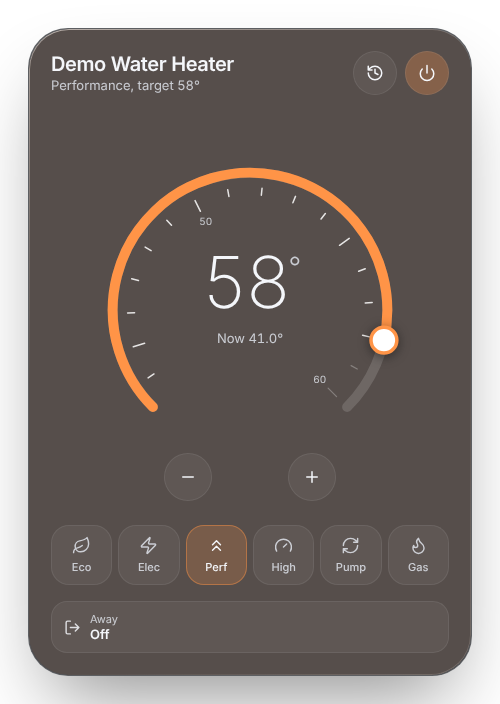 Demo Water Heater
Performance, target 58°
50
58°
Now 41.0°
60
Eco
Elec
Perf
High
Pump
Gas
Away
Off